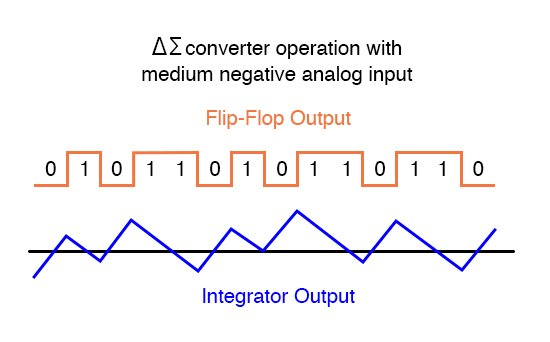 ΔΣ converter operation with
medium negative analog input
Flip-Flop Output
0 1 0 1 1 0 1 0 1 1 0 1 1 0
Integrator Output